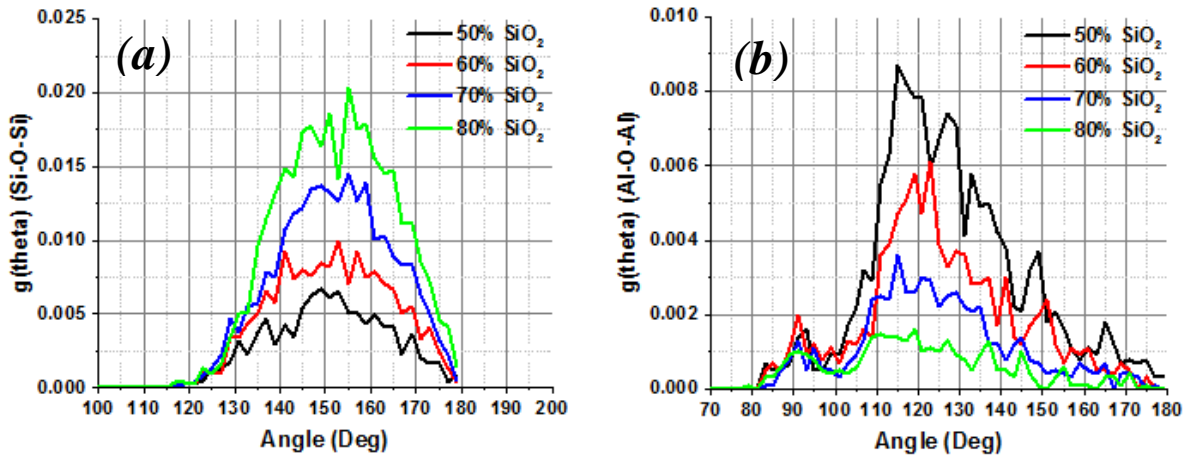 (a)
g(theta) (Si-O-Si)
0.025
0.020
0.015
0.010
0.005
0.000
50% SiO₂
60% SiO₂
70% SiO₂
80% SiO₂
100 110 120 130 140 150 160 170 180 190 200
Angle (Deg)
(b)
g(theta) (Al-O-Al)
0.010
0.008
0.006
0.004
0.002
0.000
50% SiO₂
60% SiO₂
70% SiO₂
80% SiO₂
70 80 90 100 110 120 130 140 150 160 170 180
Angle (Deg)